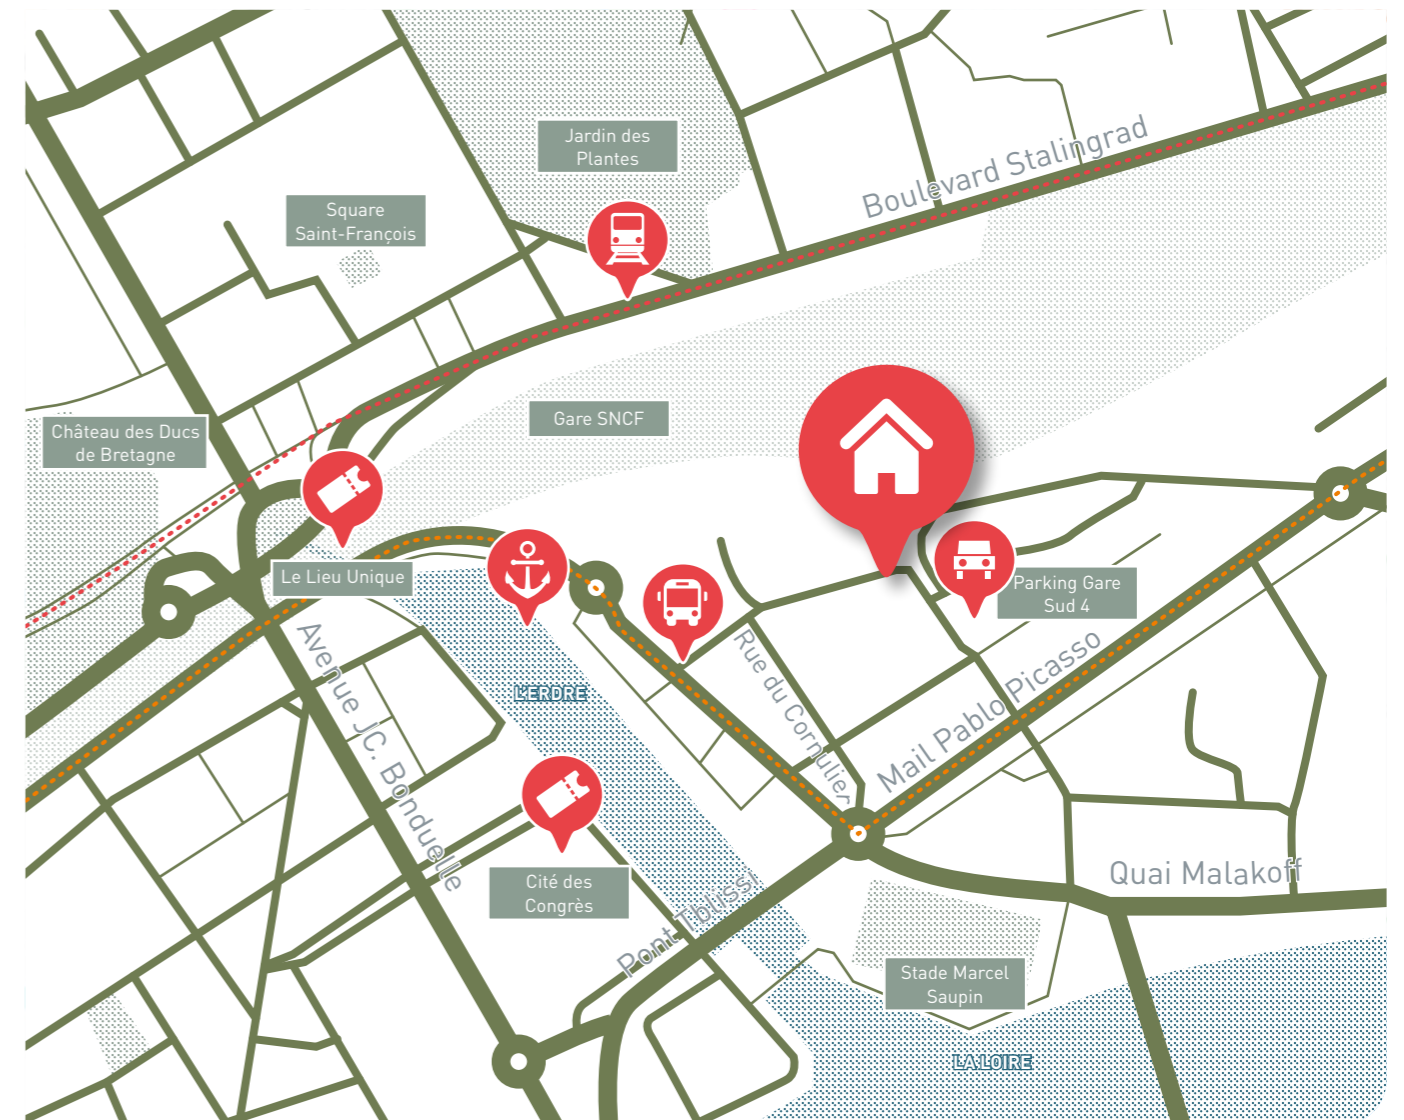 Jardin des
Plantes
Boulevard Stalingrad
Square
Saint-François
Gare SNCF
Château des Ducs
de Bretagne
Le Lieu Unique
Parking Gare
Sud 4
Avenue JC. Bonduelle
L'ERDRE
Rue du Cornulier
Mail Pablo Picasso
Cité des
Congrès
Pont Tbilissi
Quai Malakoff
Stade Marcel
Saupin
LA LOIRE